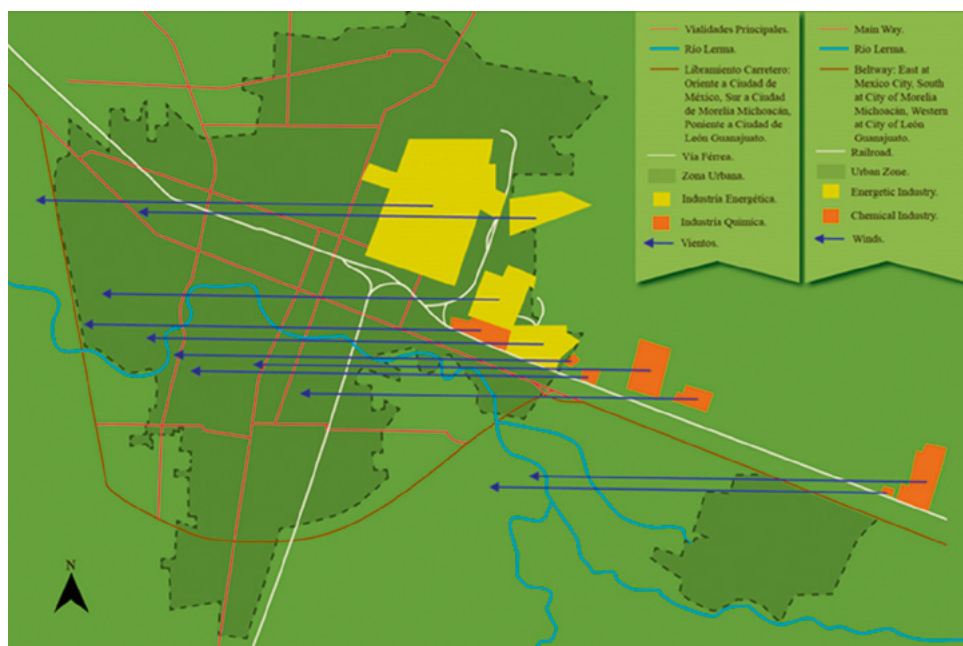 Vialidades Principales.
Río Lerma.
Libramiento Carretero:
Oriente a Ciudad de
México, Sur a Ciudad
de Morelia Michoacán,
Poniente a Ciudad de
León Guanajuato.
Vía Férrea.
Zona Urbana.
Industria Energética.
Industria Química.
Vientos.
Main Way.
Río Lerma.
Beltway: East at
Mexico City, South
at City of Morelia
Michoacán, Western
at City of León
Guanajuato.
Railroad.
Urban Zone.
Energetic Industry.
Chemical Industry.
Winds.
N